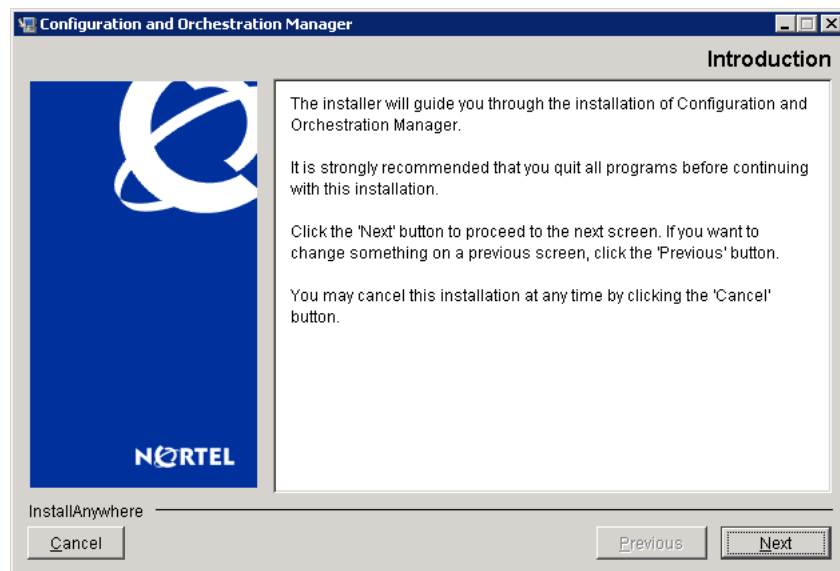 Configuration and Orchestration Manager
Introduction
The installer will guide you through the installation of Configuration and
Orchestration Manager.
It is strongly recommended that you quit all programs before continuing
with this installation.
Click the 'Next' button to proceed to the next screen. If you want to
change something on a previous screen, click the 'Previous' button.
You may cancel this installation at any time by clicking the 'Cancel'
button.
NORTEL
InstallAnywhere
Cancel
Previous
Next